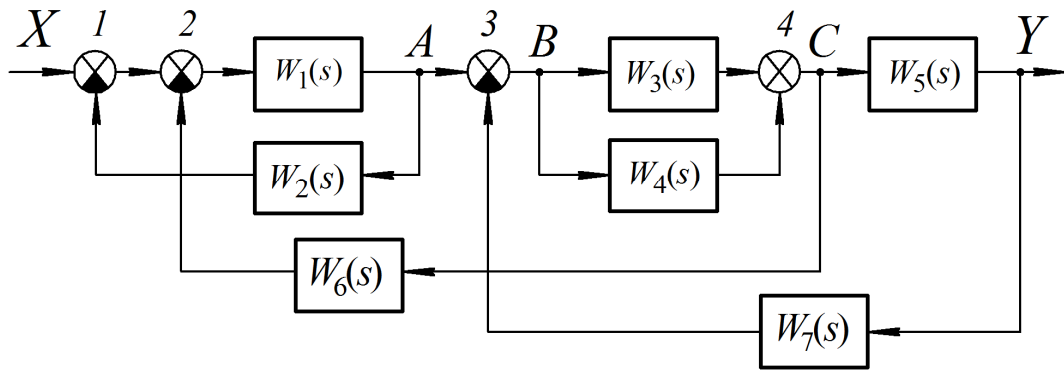 X 1 2 A 3 B 4 C Y
W₁(s) W₃(s) W₅(s)
W₂(s) W₄(s)
W₆(s)
W₇(s)